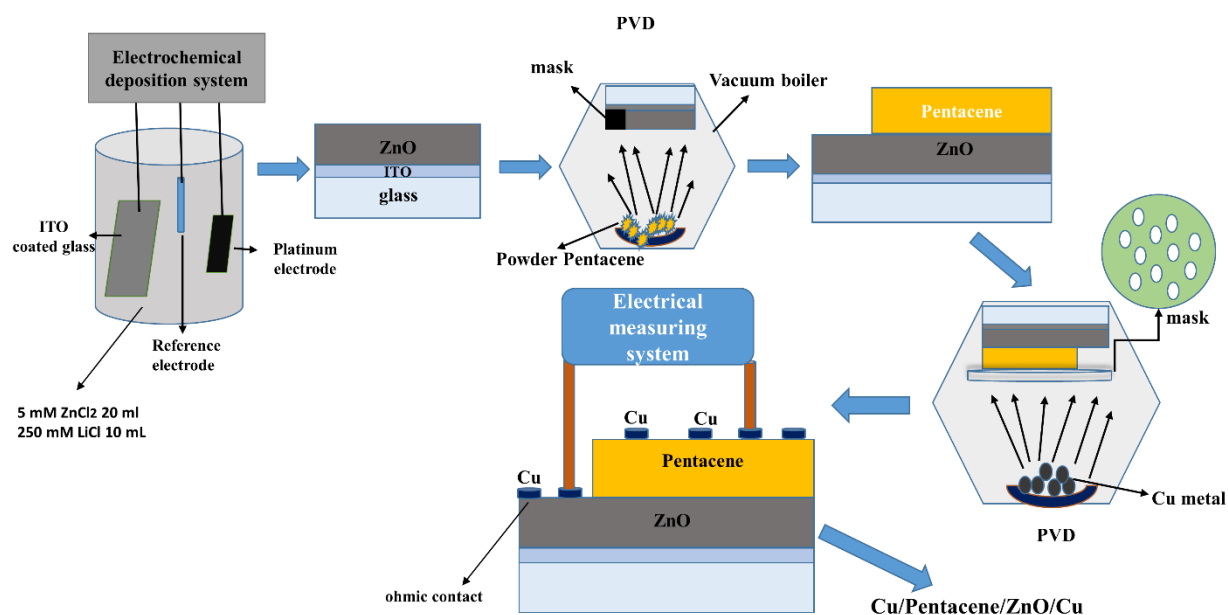 PVD
Electrochemical
deposition system
mask
Vacuum boiler
ZnO
ITO
glass
Pentacene
ZnO
ITO
coated glass
Platinum
electrode
Powder Pentacene
Reference
electrode
5 mM ZnCl2 20 ml
250 mM LiCl 10 mL
Electrical
measuring
system
mask
Cu
Cu
Pentacene
Cu
ZnO
Cu metal
PVD
ohmic contact
Cu/Pentacene/ZnO/Cu